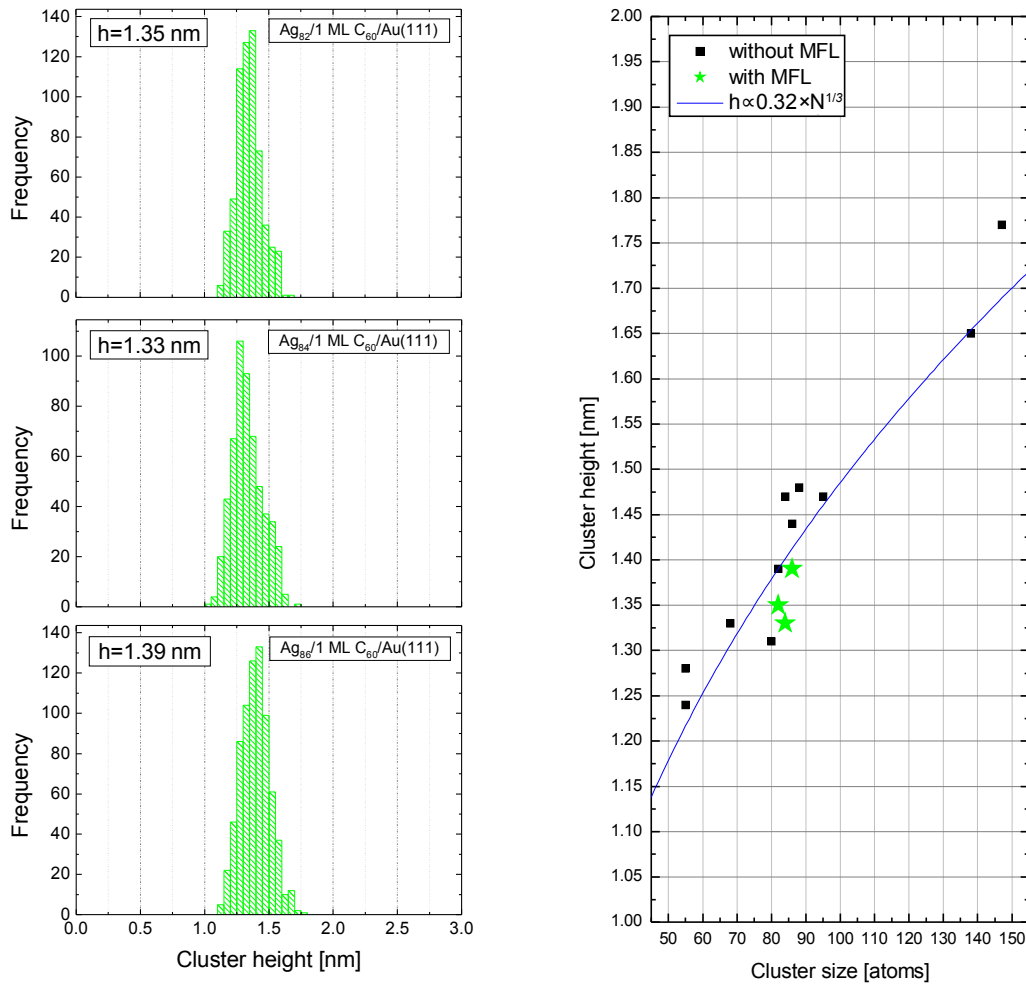 h=1.35 nm
Ag82/1 ML C60/Au(111)
Frequency
140
120
100
80
60
40
20
0
h=1.33 nm
Ag84/1 ML C60/Au(111)
Frequency
100
80
60
40
20
0
h=1.39 nm
Ag86/1 ML C60/Au(111)
Frequency
140
120
100
80
60
40
20
0
0.0 0.5 1.0 1.5 2.0 2.5 3.0
Cluster height [nm]
without MFL
with MFL
h∝0.32×N1/3
Cluster height [nm]
2.00
1.95
1.90
1.85
1.80
1.75
1.70
1.65
1.60
1.55
1.50
1.45
1.40
1.35
1.30
1.25
1.20
1.15
1.10
1.05
1.00
50 60 70 80 90 100 110 120 130 140 150
Cluster size [atoms]